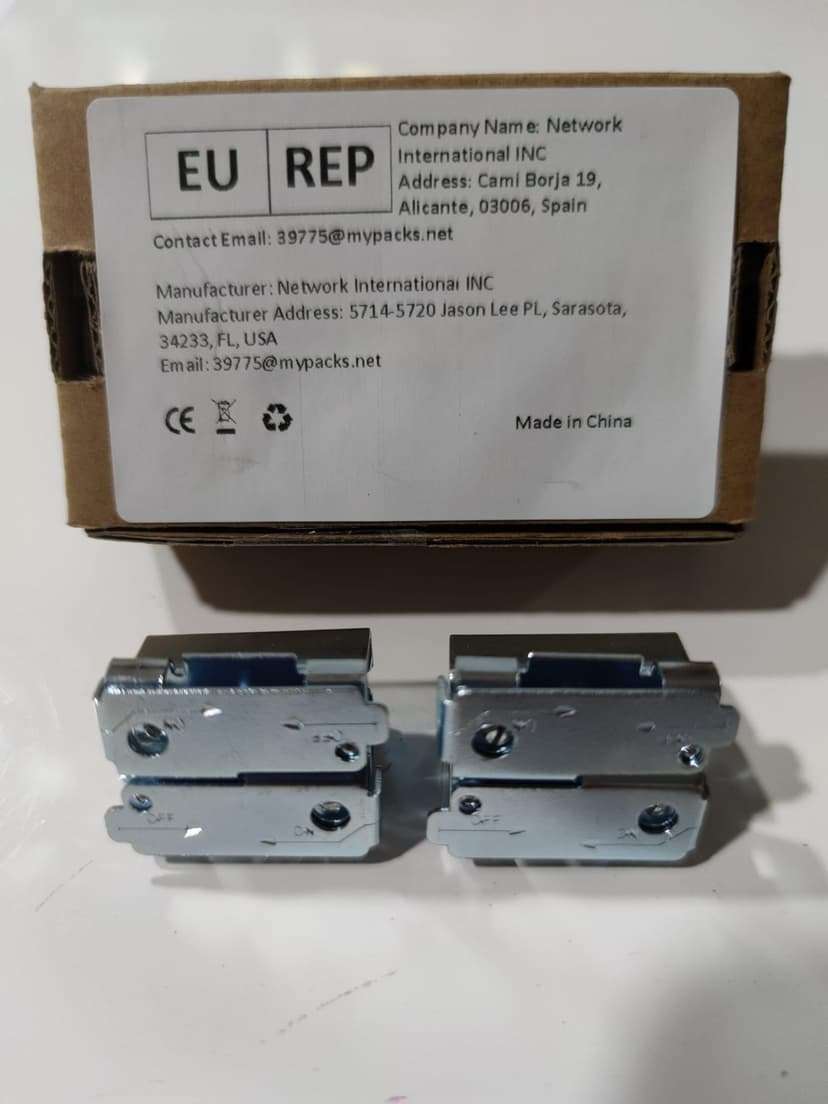 EU REP
Company Name: Network
International INC
Address: Cami Borja 19,
Alicante, 03006, Spain
Contact Email: 39775@mypacks.net
Manufacturer: Network International INC
Manufacturer Address: 5714-5720 Jason Lee PL, Sarasota,
34233, FL, USA
Email: 39775@mypacks.net
CE
Made in China
OFF
ON
OFF
ON